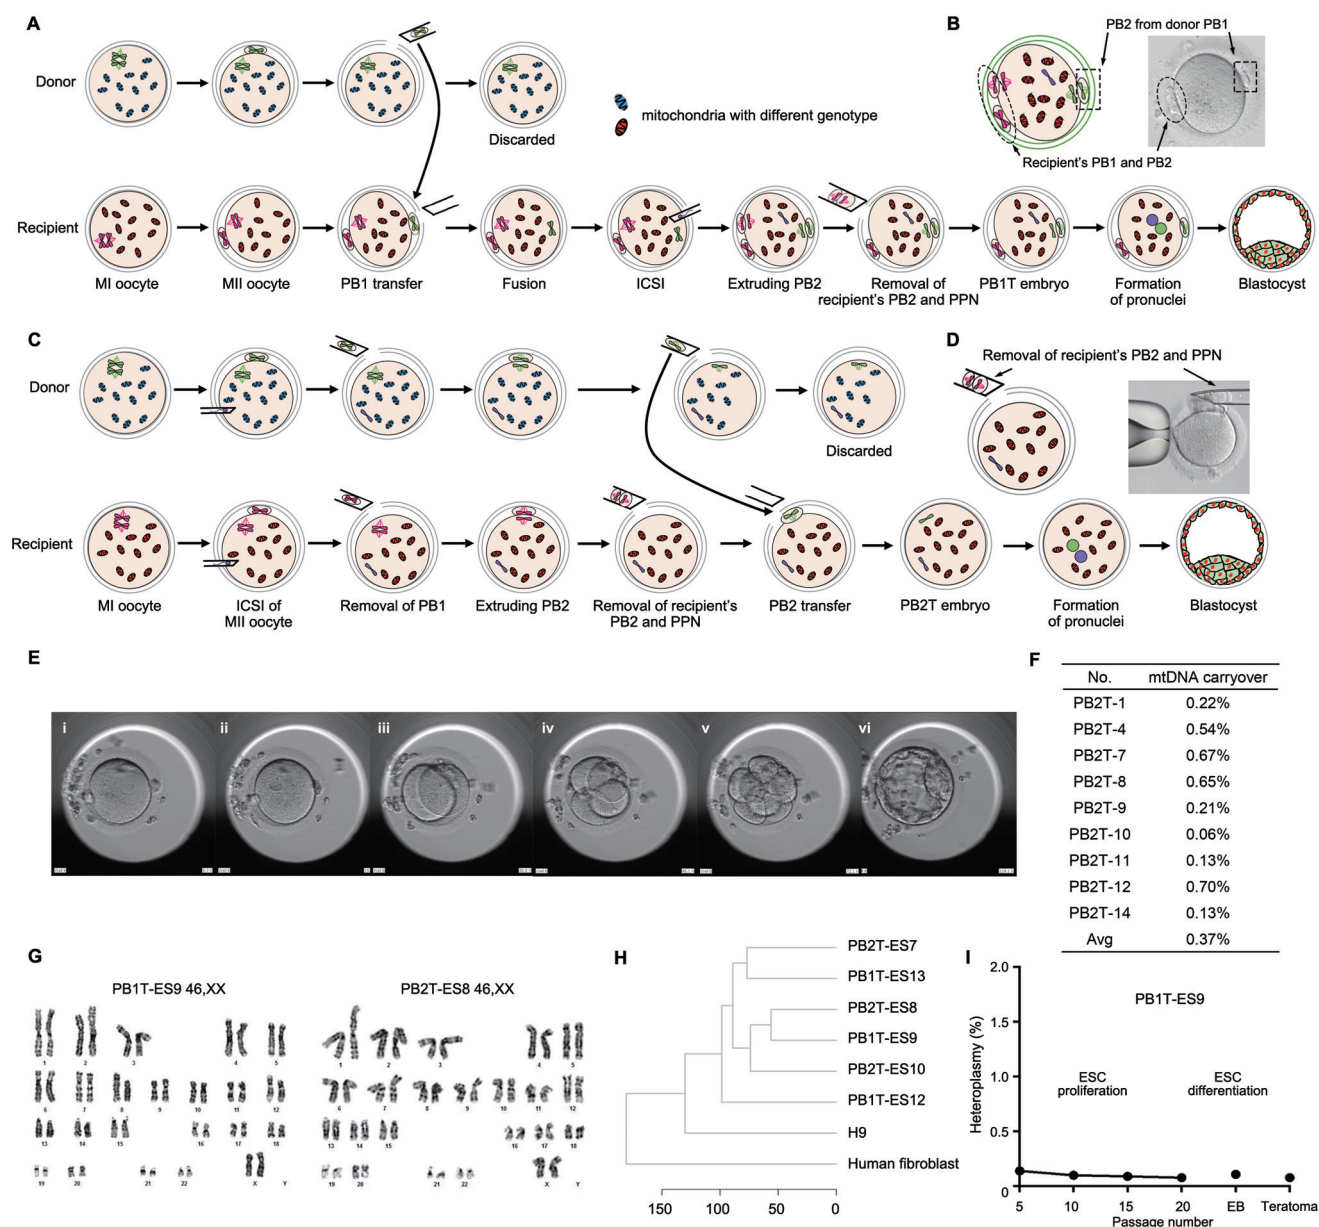 A
Donor
Discarded
mitochondria with different genotype
B
PB2 from donor PB1
Recipient's PB1 and PB2
Recipient
MI oocyte
MII oocyte
PB1 transfer
Fusion
ICSI
Extruding PB2
Removal of
recipient's PB2 and PPN
PB1T embryo
Formation
of pronuclei
Blastocyst
C
Donor
Discarded
D
Removal of recipient's PB2 and PPN
Recipient
MI oocyte
ICSI of
MII oocyte
Removal of PB1
Extruding PB2
Removal of recipient's
PB2 and PPN
PB2 transfer
PB2T embryo
Formation
of pronuclei
Blastocyst
E
i
ii
iii
iv
v
vi
F
No. mtDNA carryover
PB2T-1 0.22%
PB2T-4 0.54%
PB2T-7 0.67%
PB2T-8 0.65%
PB2T-9 0.21%
PB2T-10 0.06%
PB2T-11 0.13%
PB2T-12 0.70%
PB2T-14 0.13%
Avg 0.37%
G
PB1T-ES9 46,XX
1 2 3 4 5
6 7 8 9 10 11 12
13 14 15 16 17 18
19 20 21 22 X Y
PB2T-ES8 46,XX
1 2 3 4 5
6 7 8 9 10 11 12
13 14 15 16 17 18
19 20 21 22 X Y
H
PB2T-ES7
PB1T-ES13
PB2T-ES8
PB1T-ES9
PB2T-ES10
PB1T-ES12
H9
Human fibroblast
150 100 50 0
I
PB1T-ES9
Heteroplasmy (%)
2.0
1.5
1.0
0.5
0
ESC
proliferation
ESC
differentiation
5 10 15 20 EB Teratoma
Passage number